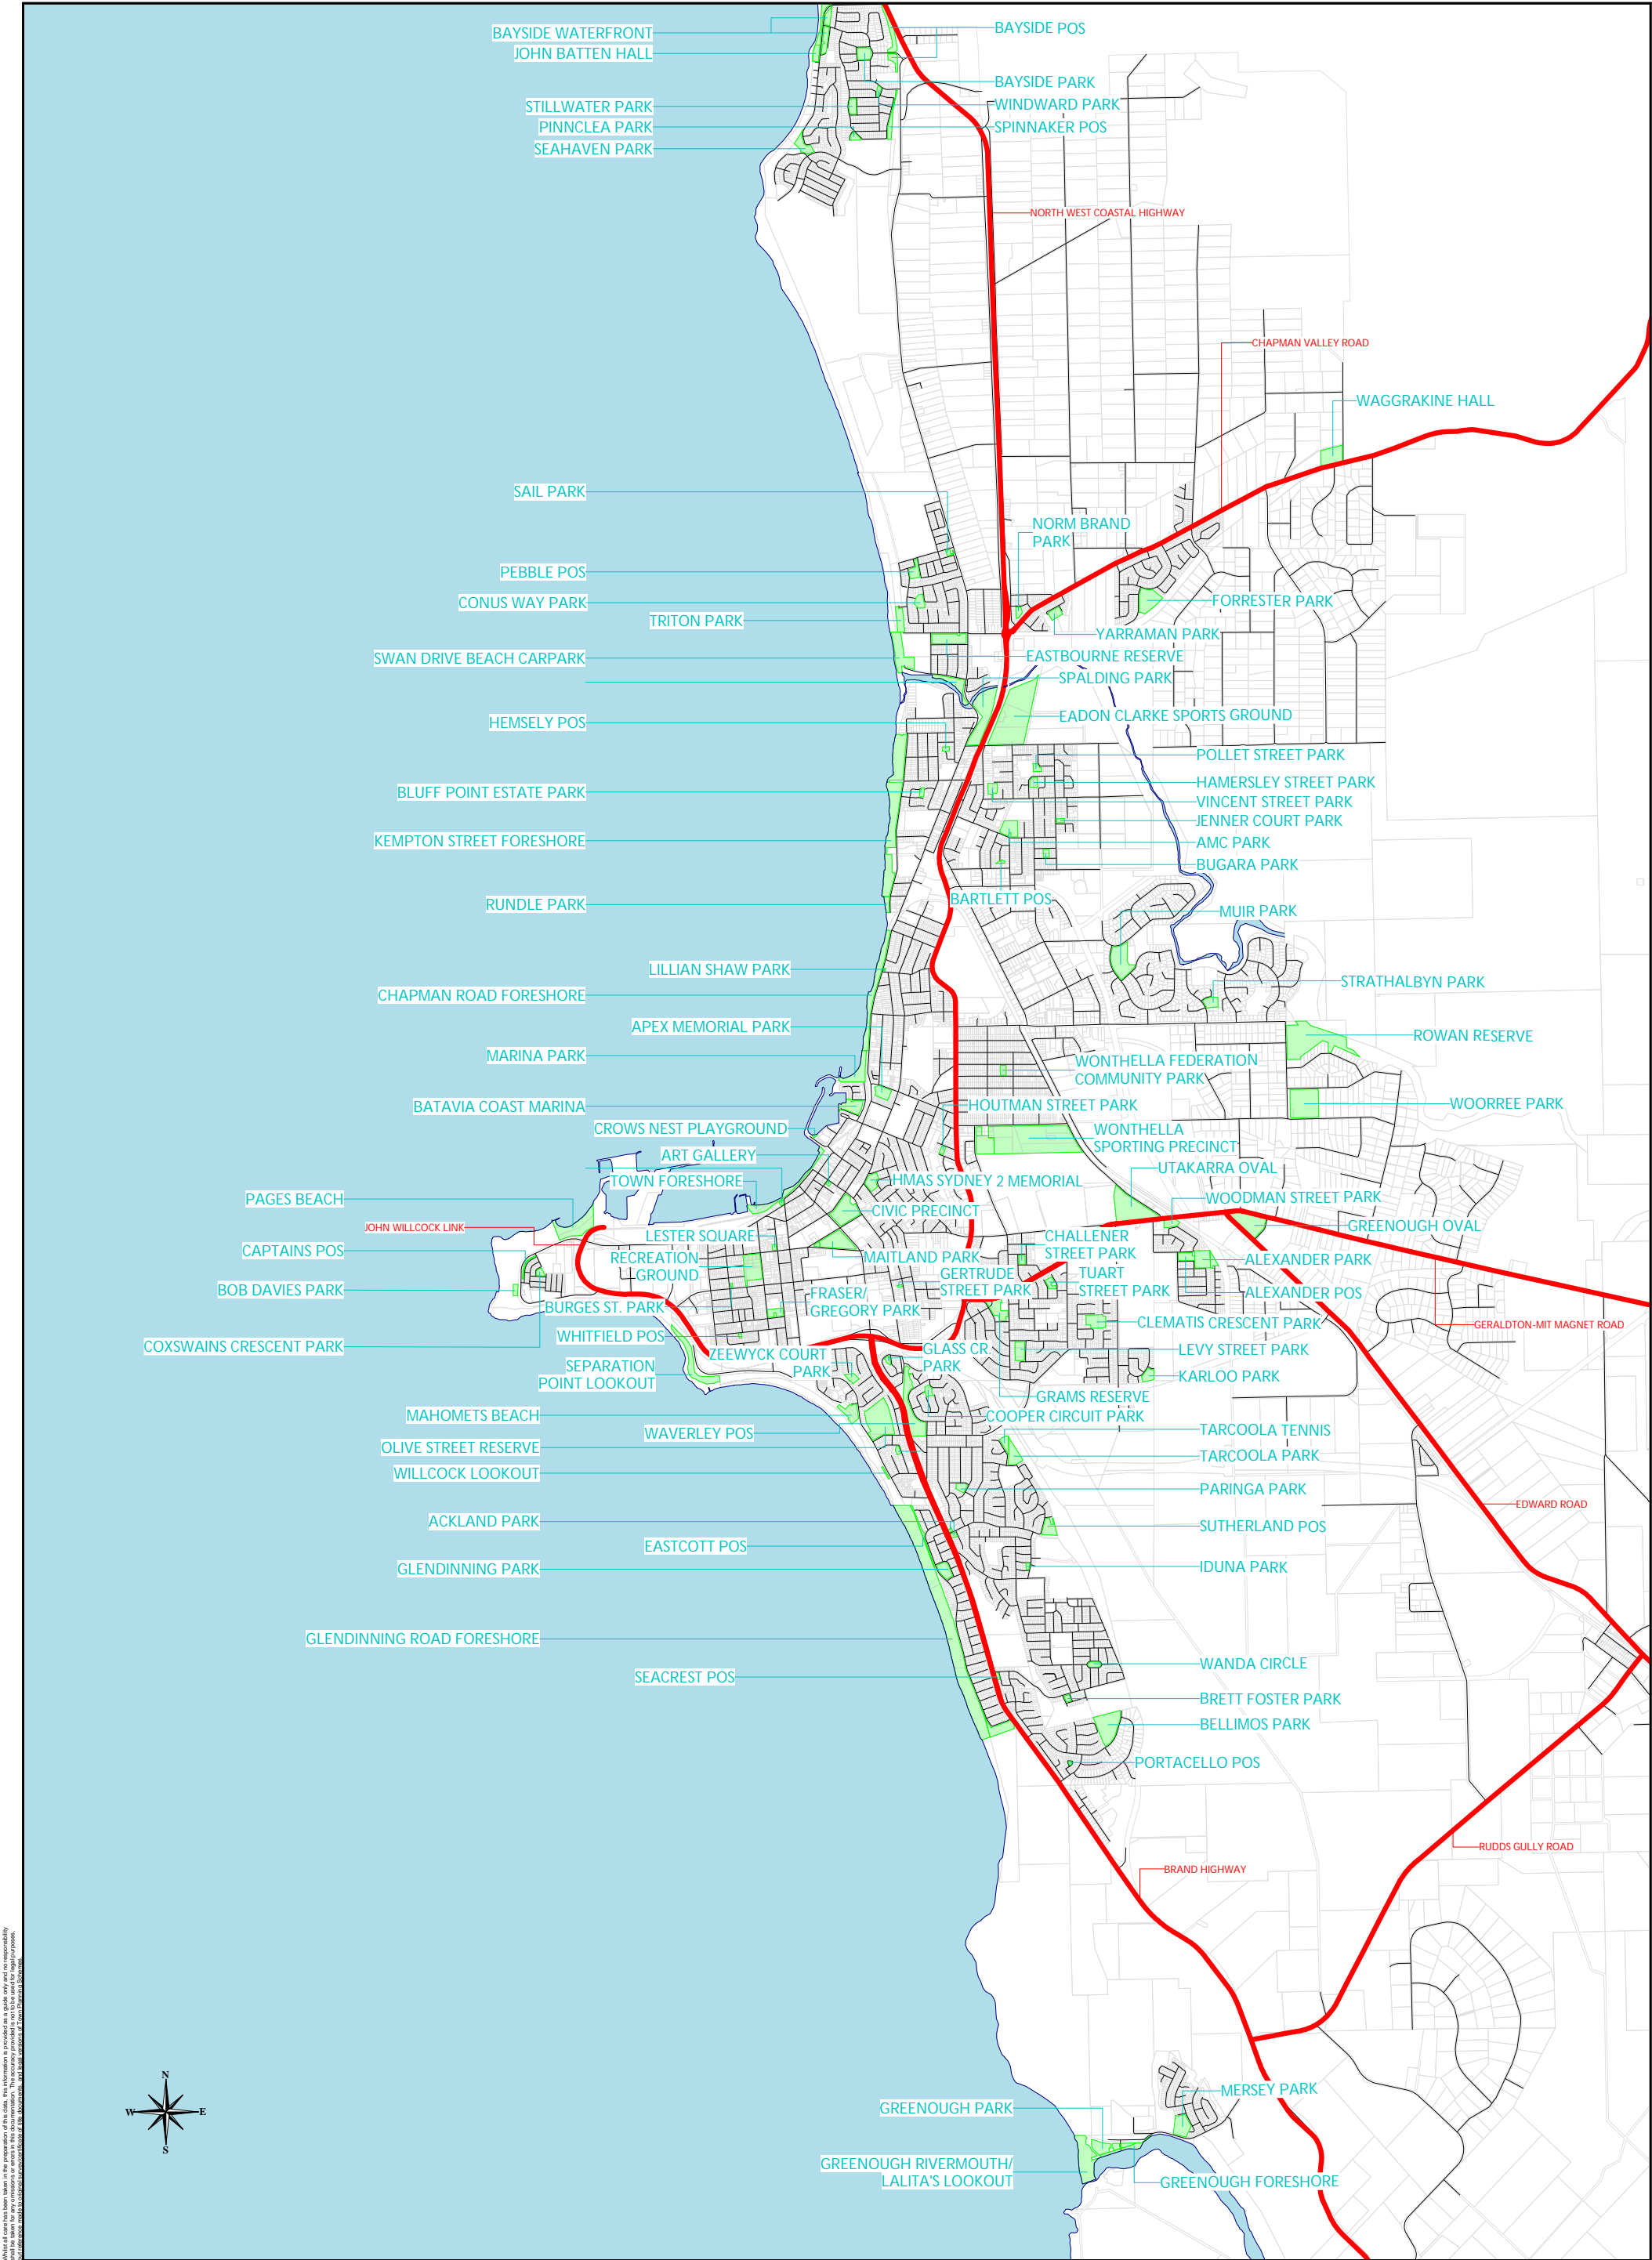 BAYSIDE WATERFRONT
BAYSIDE POS
JOHN BATTEN HALL
BAYSIDE PARK
STILLWATER PARK
WINDWARD PARK
PINNCLEA PARK
SPINNAKER POS
SEAHAVEN PARK
NORTH WEST COASTAL HIGHWAY
CHAPMAN VALLEY ROAD
WAGGRAKINE HALL
SAIL PARK
NORM BRAND
PARK
PEBBLE POS
CONUS WAY PARK
FORRESTER PARK
TRITON PARK
YARRAMAN PARK
SWAN DRIVE BEACH CARPARK
EASTBOURNE RESERVE
SPALDING PARK
EADON CLARKE SPORTS GROUND
HEMSELY POS
POLLET STREET PARK
HAMERSLEY STREET PARK
BLUFF POINT ESTATE PARK
VINCENT STREET PARK
JENNER COURT PARK
KEMPTON STREET FORESHORE
AMC PARK
BUGARA PARK
BARTLETT POS
RUNDLE PARK
MUIR PARK
LILLIAN SHAW PARK
STRATHALBYN PARK
CHAPMAN ROAD FORESHORE
APEX MEMORIAL PARK
ROWAN RESERVE
MARINA PARK
WONTHELLA FEDERATION
COMMUNITY PARK
BATAVIA COAST MARINA
HOUTMAN STREET PARK
WOORREE PARK
CROWS NEST PLAYGROUND
WONTHELLA
SPORTING PRECINCT
ART GALLERY
UTAKARRA OVAL
TOWN FORESHORE
HMAS SYDNEY 2 MEMORIAL
PAGES BEACH
WOODMAN STREET PARK
CIVIC PRECINCT
JOHN WILLCOCK LINK
GREENOUGH OVAL
LESTER SQUARE
CHALLENER
STREET PARK
CAPTAINS POS
RECREATION
GROUND
MAITLAND PARK
ALEXANDER PARK
GERTRUDE
STREET PARK
TUART
STREET PARK
BOB DAVIES PARK
ALEXANDER POS
FRASER/
GREGORY PARK
BURGES ST. PARK
CLEMATIS CRESCENT PARK
GERALDTON-MIT MAGNET ROAD
WHITFIELD POS
COXSWAINS CRESCENT PARK
ZEEWYCK COURT
PARK
GLASS CR.
PARK
LEVY STREET PARK
SEPARATION
POINT LOOKOUT
KARLOO PARK
GRAMS RESERVE
MAHOMETS BEACH
COOPER CIRCUIT PARK
WAVERLEY POS
TARCOOLA TENNIS
OLIVE STREET RESERVE
TARCOOLA PARK
WILLCOCK LOOKOUT
PARINGA PARK
EDWARD ROAD
ACKLAND PARK
SUTHERLAND POS
EASTCOTT POS
GLENDINNING PARK
IDUNA PARK
GLENDINNING ROAD FORESHORE
WANDA CIRCLE
SEACREST POS
BRETT FOSTER PARK
BELLIMOS PARK
PORTACELLO POS
RUDDS GULLY ROAD
BRAND HIGHWAY
N
W
E
S
MERSEY PARK
GREENOUGH PARK
GREENOUGH RIVERMOUTH/
LALITA'S LOOKOUT
GREENOUGH FORESHORE